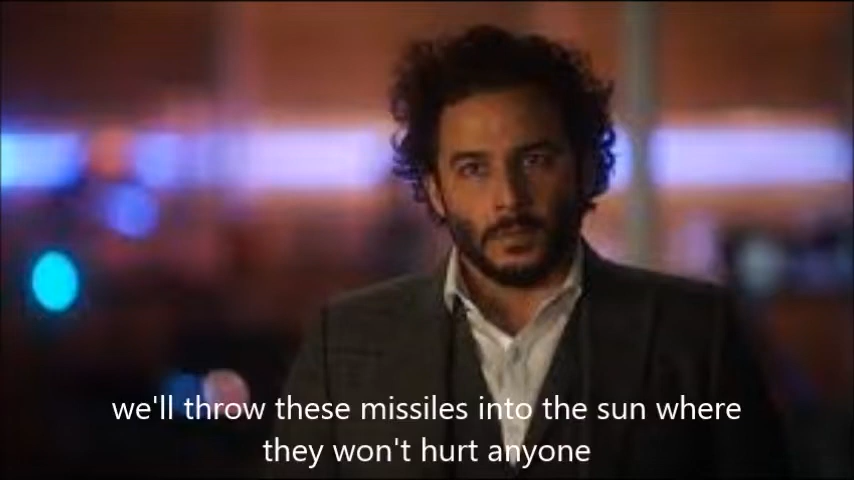 we'll throw these missiles into the sun where
they won't hurt anyone